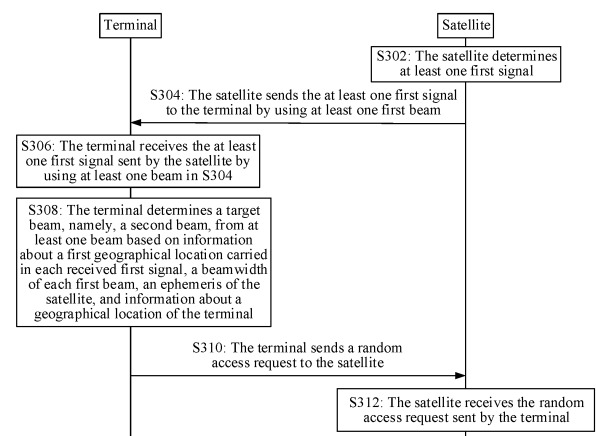 Terminal
Satellite
S302: The satellite determines
at least one first signal
S304: The satellite sends the at least one first signal
to the terminal by using at least one first beam
S306: The terminal receives the at least
one first signal sent by the satellite by
using at least one beam in S304
S308: The terminal determines a target
beam, namely, a second beam, from at
least one beam based on information
about a first geographical location carried
in each received first signal, a beamwidth
of each first beam, an ephemeris of the
satellite, and information about a
geographical location of the terminal
S310: The terminal sends a random
access request to the satellite
S312: The satellite receives the random
access request sent by the terminal